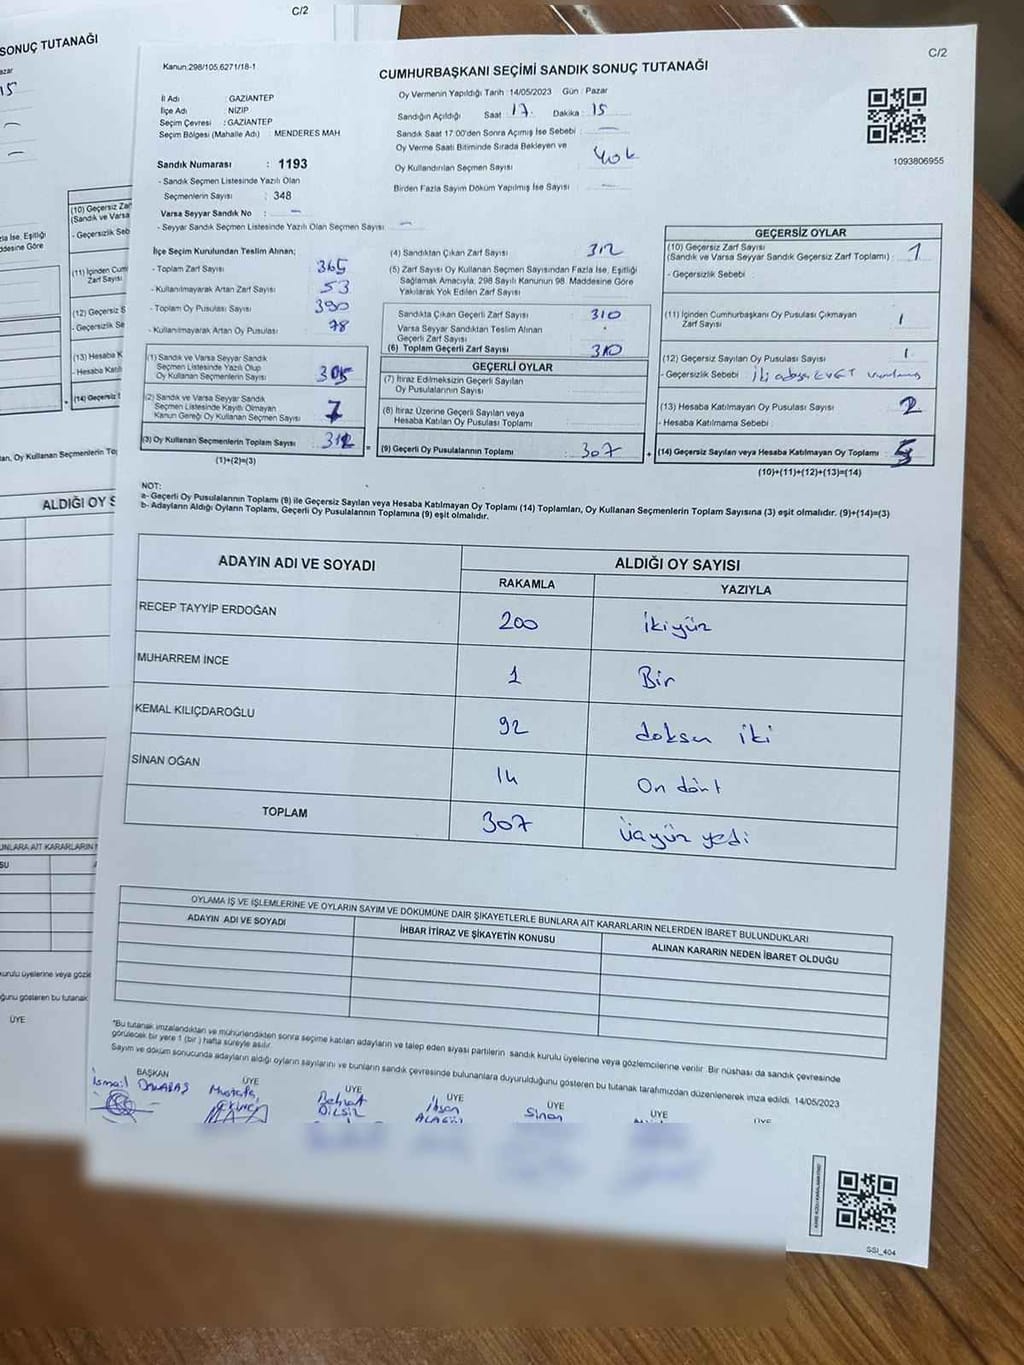 C/2
SONUÇ TUTANAĞI
C/2
Kanun:298/105,6271/18-1
CUMHURBAŞKANI SEÇİMİ SANDIK SONUÇ TUTANAĞI
İl Adı : GAZİANTEP
İlçe Adı : NİZİP
Seçim Çevresi : GAZİANTEP
Seçim Bölgesi (Mahalle Adı) : MENDERES MAH
Oy Vermenin Yapıldığı Tarih : 14/05/2023 Gün : Pazar
Sandığın Açıldığı Saat 17 Dakika 15
Sandık Saat 17:00'den Sonra Açımış İse Sebebi : —
Oy Verme Saati Bitiminde Sırada Bekleyen ve
Oy Kullandırılan Seçmen Sayısı yok
Birden Fazla Sayım Döküm Yapılmış İse Sayısı —
1093806955
Sandık Numarası : 1193
- Sandık Seçmen Listesinde Yazılı Olan
Seçmenlerin Sayısı : 348
Varsa Seyyar Sandık No : —
- Seyyar Sandık Seçmen Listesinde Yazılı Olan Seçmen Sayısı : —
İlçe Seçim Kurulundan Teslim Alınan;
- Toplam Zarf Sayısı 365
- Kullanılmayarak Artan Zarf Sayısı 53
- Toplam Oy Pusulası Sayısı 390
- Kullanılmayarak Artan Oy Pusulası 78
(1) Sandık ve Varsa Seyyar Sandık
Seçmen Listesinde Yazılı Olup
Oy Kullanan Seçmenlerin Sayısı 305
(2) Sandık ve Varsa Seyyar Sandık
Seçmen Listesinde Kayıtlı Olmayan
Kanun Gereği Oy Kullanan Seçmen Sayısı 7
(3) Oy Kullanan Seçmenlerin Toplam Sayısı 312
(1)+(2)=(3)
(4) Sandıktan Çıkan Zarf Sayısı 312
(5) Zarf Sayısı Oy Kullanan Seçmen Sayısından Fazla İse, Eşitliği
Sağlamak Amacıyla, 298 Sayılı Kanunun 98. Maddesine Göre
Yakılarak Yok Edilen Zarf Sayısı
Sandıkta Çıkan Geçerli Zarf Sayısı 310
Varsa Seyyar Sandıktan Teslim Alınan
Geçerli Zarf Sayısı
(6) Toplam Geçerli Zarf Sayısı 310
GEÇERLİ OYLAR
(7) İtiraz Edilmeksizin Geçerli Sayılan
Oy Pusulalarının Sayısı
(8) İtiraz Üzerine Geçerli Sayılan veya
Hesaba Katılan Oy Pusulası Toplamı
(9) Geçerli Oy Pusulalarının Toplamı 307
GEÇERSİZ OYLAR
(10) Geçersiz Zarf Sayısı
(Sandık ve Varsa Seyyar Sandık Geçersiz Zarf Toplamı) : 1
- Geçersizlik Sebebi
(11) İçinden Cumhurbaşkanı Oy Pusulası Çıkmayan
Zarf Sayısı 1
(12) Geçersiz Sayılan Oy Pusulası Sayısı 1
- Geçersizlik Sebebi
(13) Hesaba Katılmayan Oy Pusulası Sayısı 2
- Hesaba Katılmama Sebebi
(14) Geçersiz Sayılan veya Hesaba Katılmayan Oy Toplamı 5
(10)+(11)+(12)+(13)=(14)
NOT:
a- Geçerli Oy Pusulalarının Toplamı (9) ile Geçersiz Sayılan veya Hesaba Katılmayan Oy Toplamı (14) Toplamları, Oy Kullanan Seçmenlerin Toplam Sayısına (3) eşit olmalıdır. (9)+(14)=(3)
b- Adayların Aldığı Oyların Toplamı, Geçerli Oy Pusulalarının Toplamına (9) eşit olmalıdır.
ADAYIN ADI VE SOYADI ALDIĞI OY SAYISI
RAKAMLA YAZIYLA
RECEP TAYYİP ERDOĞAN 200 İkiyüz
MUHARREM İNCE 1 Bir
KEMAL KILIÇDAROĞLU 92 doksan iki
SİNAN OĞAN 14 On dört
TOPLAM 307 Üçyüz yedi
OYLAMA İŞ VE İŞLEMLERİNE VE OYLARIN SAYIM VE DÖKÜMÜNE DAİR ŞİKAYETLERLE BUNLARA AİT KARARLARIN NELERDEN İBARET BULUNDUKLARI
ADAYIN ADI VE SOYADI İHBAR İTİRAZ VE ŞİKAYETİN KONUSU ALINAN KARARIN NEDEN İBARET OLDUĞU
"Bu tutanak imzalandıktan ve mühürlendikten sonra seçime katılan adayların ve talep eden siyasi partilerin sandık kurulu üyelerine veya gözlemcilerine verilir. Bir nüshası da sandık çevresinde
görülecek bir yere 1 (bir) hafta süreyle asılır.
Sayım ve döküm sonucunda adayların aldığı oyların sayılarını ve bunların sandık çevresinde bulunanlara duyurulduğunu gösteren bu tutanak tarafımızdan düzenlenerek imza edildi. 14/05/2023
BAŞKAN ÜYE ÜYE ÜYE ÜYE ÜYE ÜYE
İsmail Mustafa Behçet İhsan Sinan
EKİNCİ DİLSİZ
SSI_404